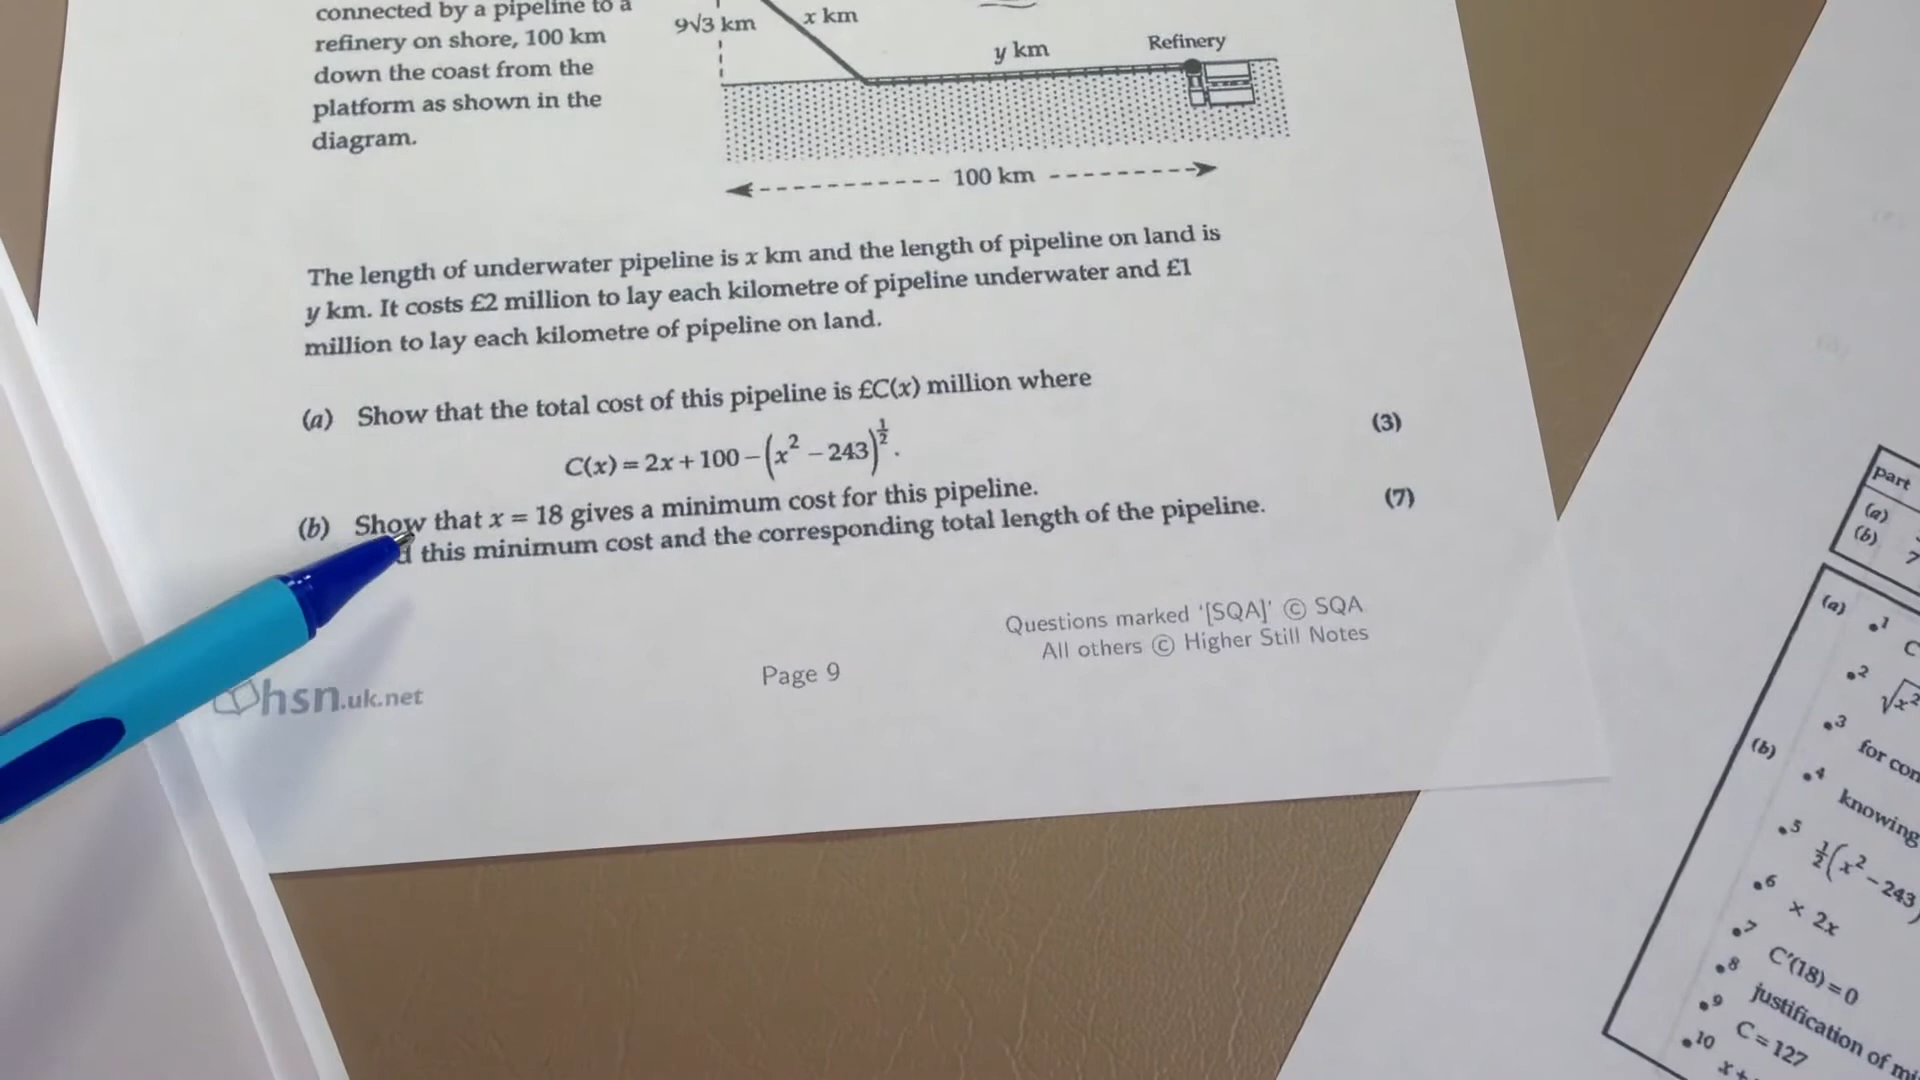 connected by a pipeline to a
refinery on shore, 100 km
down the coast from the
platform as shown in the
diagram.
9√3 km
x km
y km
Refinery
100 km
The length of underwater pipeline is x km and the length of pipeline on land is
y km. It costs £2 million to lay each kilometre of pipeline underwater and £1
million to lay each kilometre of pipeline on land.
(a) Show that the total cost of this pipeline is £C(x) million where
C(x) = 2x + 100 − (x² − 243)^½.
(3)
(b) Show that x = 18 gives a minimum cost for this pipeline.
this minimum cost and the corresponding total length of the pipeline.
(7)
Questions marked '[SQA]' © SQA
All others © Higher Still Notes
Page 9
hsn.uk.net
part
(a)
(b)
7
(a) •1 C
•2 √x²
•3 for
(b) •4 knowing
•5 ½(x² − 243)
•6 × 2x
•7 C′(18) = 0
•8 justification of
•9 C = 127
•10 x +